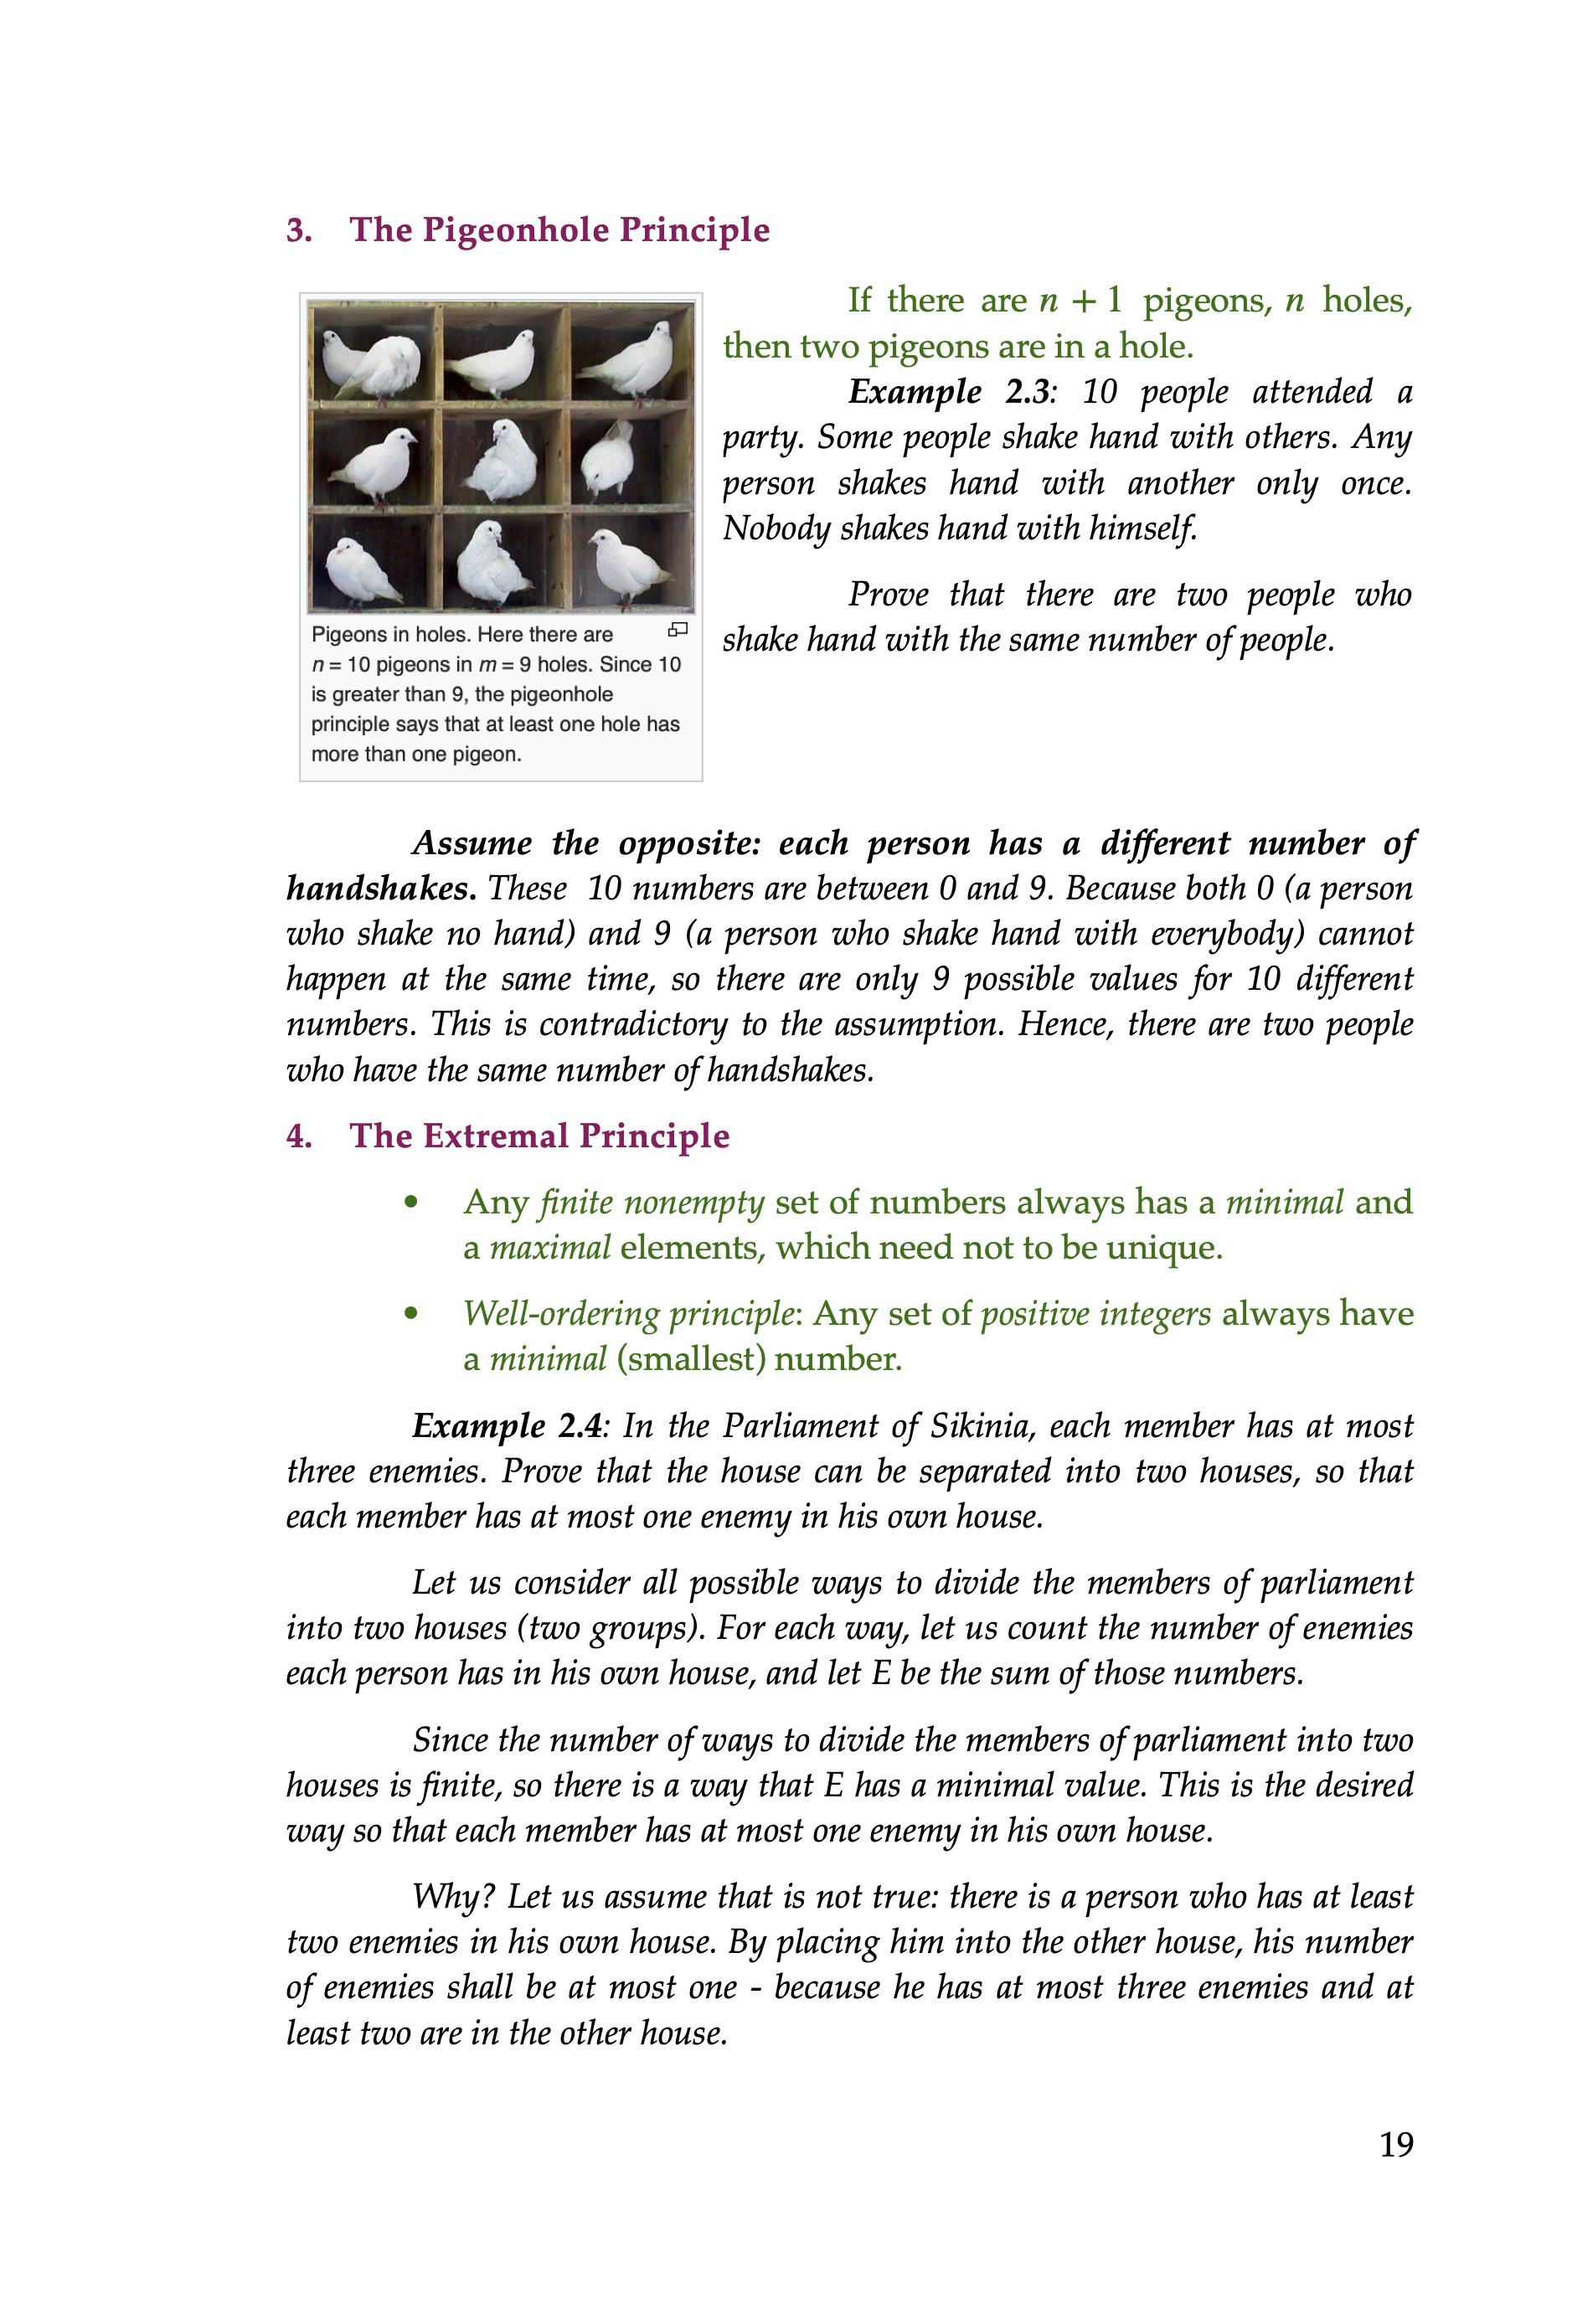 3. The Pigeonhole Principle
If there are n + 1 pigeons, n holes,
then two pigeons are in a hole.
Example 2.3: 10 people attended a
party. Some people shake hand with others. Any
person shakes hand with another only once.
Nobody shakes hand with himself.
Prove that there are two people who
shake hand with the same number of people.
Pigeons in holes. Here there are
n = 10 pigeons in m = 9 holes. Since 10
is greater than 9, the pigeonhole
principle says that at least one hole has
more than one pigeon.
Assume the opposite: each person has a different number of
handshakes. These 10 numbers are between 0 and 9. Because both 0 (a person
who shake no hand) and 9 (a person who shake hand with everybody) cannot
happen at the same time, so there are only 9 possible values for 10 different
numbers. This is contradictory to the assumption. Hence, there are two people
who have the same number of handshakes.
4. The Extremal Principle
• Any finite nonempty set of numbers always has a minimal and
a maximal elements, which need not to be unique.
• Well-ordering principle: Any set of positive integers always have
a minimal (smallest) number.
Example 2.4: In the Parliament of Sikinia, each member has at most
three enemies. Prove that the house can be separated into two houses, so that
each member has at most one enemy in his own house.
Let us consider all possible ways to divide the members of parliament
into two houses (two groups). For each way, let us count the number of enemies
each person has in his own house, and let E be the sum of those numbers.
Since the number of ways to divide the members of parliament into two
houses is finite, so there is a way that E has a minimal value. This is the desired
way so that each member has at most one enemy in his own house.
Why? Let us assume that is not true: there is a person who has at least
two enemies in his own house. By placing him into the other house, his number
of enemies shall be at most one - because he has at most three enemies and at
least two are in the other house.
19